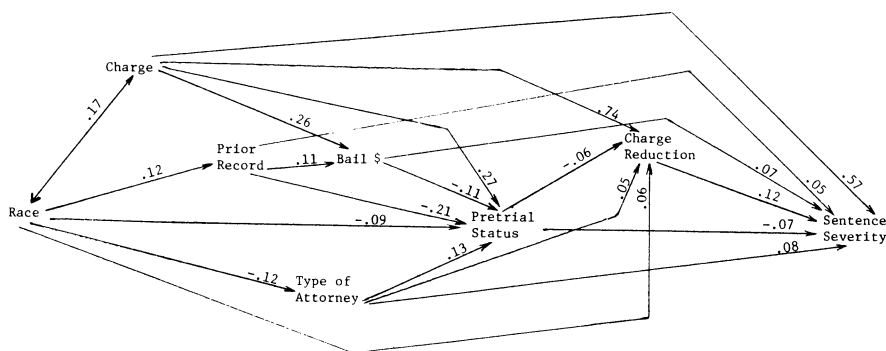 Charge
.17
.26
.74
Prior
Record
.12
.11
Bail $
Charge
Reduction
-.06
.27
-.11
-.21
.07
.05
.57
.12
Race
-.09
Pretrial
Status
.05
.06
Sentence
Severity
-.07
.13
.08
-.12
Type of
Attorney